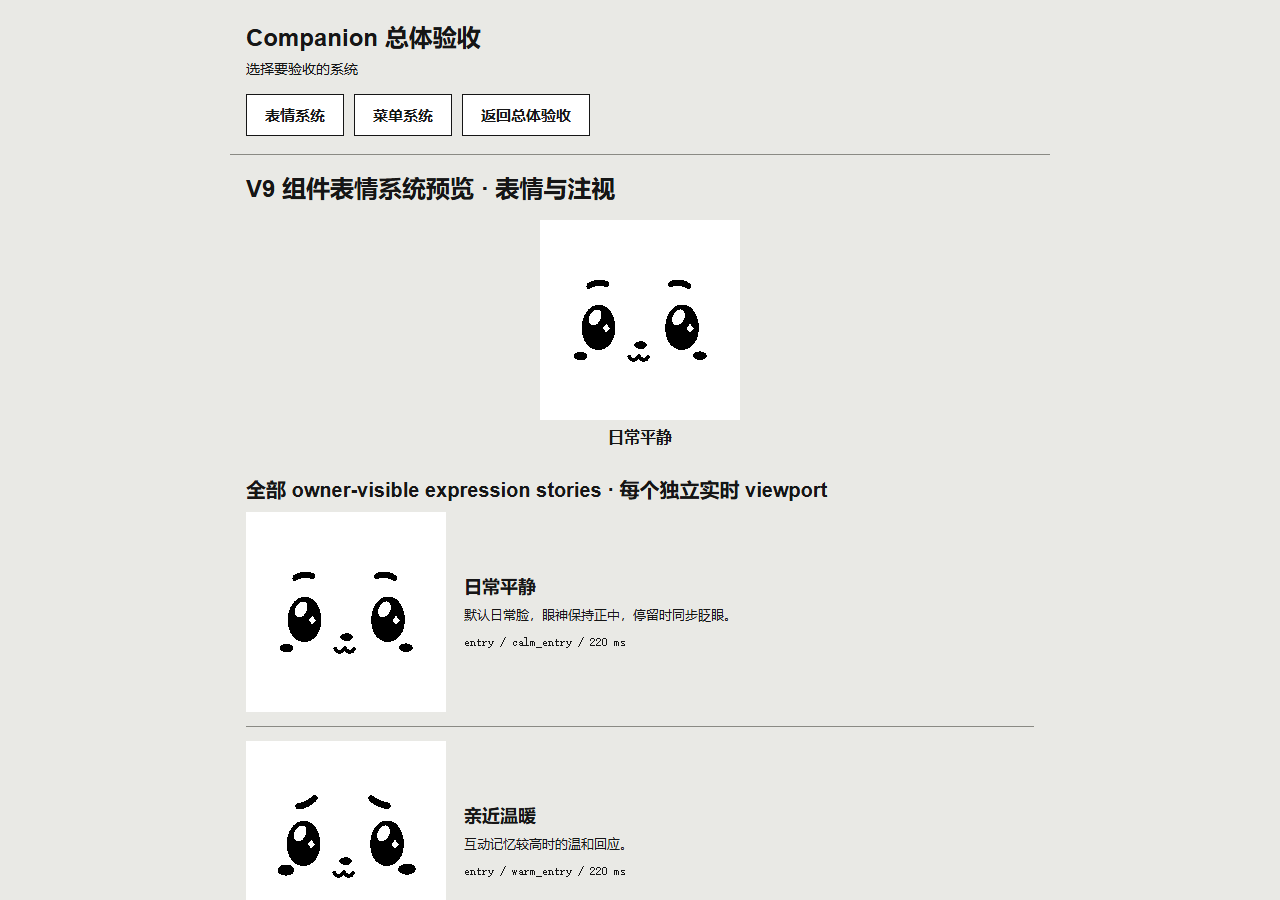 Companion 总体验收
选择要验收的系统
表情系统
菜单系统
返回总体验收
V9 组件表情系统预览 · 表情与注视
日常平静
全部 owner-visible expression stories · 每个独立实时 viewport
日常平静
默认日常脸，眼神保持正中，停留时同步眨眼。
entry / calm_entry / 220 ms
亲近温暖
互动记忆较高时的温和回应。
entry / warm_entry / 220 ms